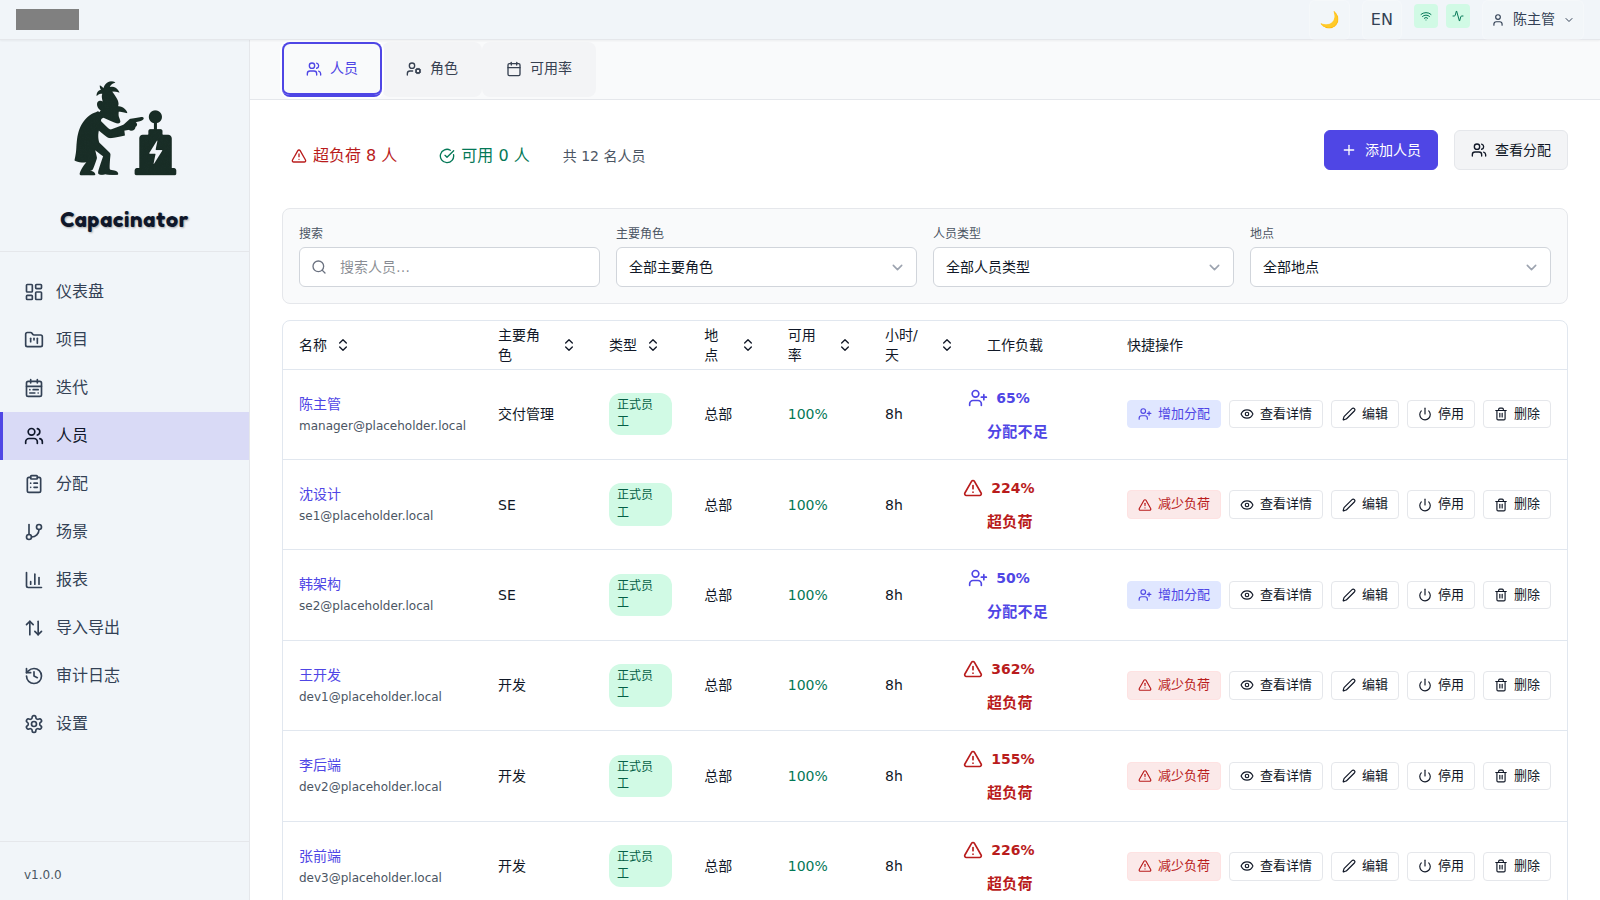 EN
陈主管
Capacinator
仪表盘
项目
迭代
人员
分配
场景
报表
导入导出
审计日志
设置
v1.0.0
人员
角色
可用率
超负荷 8 人
可用 0 人
共 12 名人员
添加人员
查看分配
搜索
主要角色
人员类型
地点
搜索人员...
全部主要角色
全部人员类型
全部地点
名称
主要角
色
类型
地
点
可用
率
小时/
天
工作负载
快捷操作
陈主管
manager@placeholder.local
交付管理
正式员
工
总部
100%
8h
65%
分配不足
增加分配
查看详情
编辑
停用
删除
沈设计
se1@placeholder.local
SE
正式员
工
总部
100%
8h
224%
超负荷
减少负荷
查看详情
编辑
停用
删除
韩架构
se2@placeholder.local
SE
正式员
工
总部
100%
8h
50%
分配不足
增加分配
查看详情
编辑
停用
删除
王开发
dev1@placeholder.local
开发
正式员
工
总部
100%
8h
362%
超负荷
减少负荷
查看详情
编辑
停用
删除
李后端
dev2@placeholder.local
开发
正式员
工
总部
100%
8h
155%
超负荷
减少负荷
查看详情
编辑
停用
删除
张前端
dev3@placeholder.local
开发
正式员
工
总部
100%
8h
226%
超负荷
减少负荷
查看详情
编辑
停用
删除